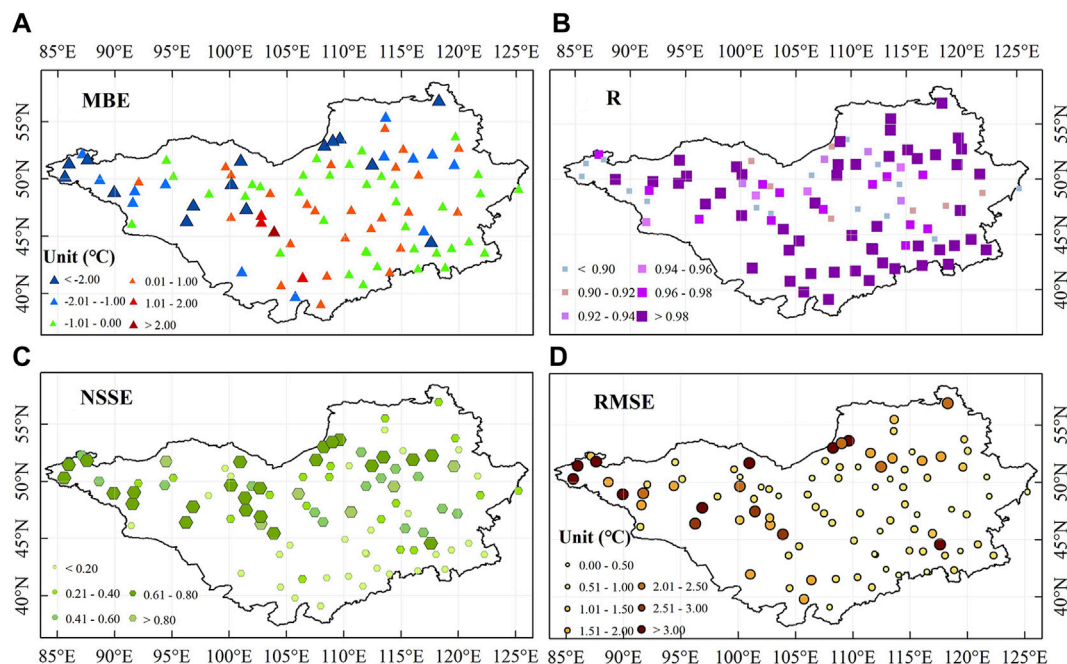 A
B
85°E 90°E 95°E 100°E 105°E 110°E 115°E 120°E 125°E
85°E 90°E 95°E 100°E 105°E 110°E 115°E 120°E 125°E
MBE
R
55°N
50°N
45°N
40°N
55°N
50°N
45°N
40°N
Unit (°C)
<-2.00
-2.01 - -1.00
-1.01 - 0.00
0.01 - 1.00
1.01 - 2.00
> 2.00
< 0.90
0.90 - 0.92
0.92 - 0.94
0.94 - 0.96
0.96 - 0.98
> 0.98
C
D
NSSE
RMSE
55°N
50°N
45°N
40°N
55°N
50°N
45°N
40°N
< 0.20
0.21 - 0.40
0.41 - 0.60
0.61 - 0.80
> 0.80
Unit (°C)
0.00 - 0.50
0.51 - 1.00
1.01 - 1.50
1.51 - 2.00
2.01 - 2.50
2.51 - 3.00
> 3.00
85°E 90°E 95°E 100°E 105°E 110°E 115°E 120°E 125°E
85°E 90°E 95°E 100°E 105°E 110°E 115°E 120°E 125°E